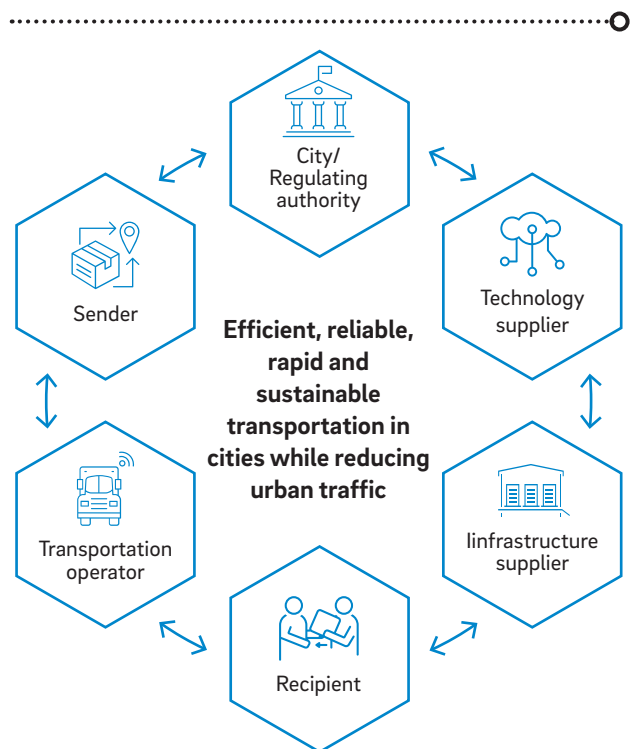 City/
Regulating
authority
Sender
Technology
supplier
Efficient, reliable,
rapid and
sustainable
transportation in
cities while reducing
urban traffic
Transportation
operator
Iinfrastructure
supplier
Recipient